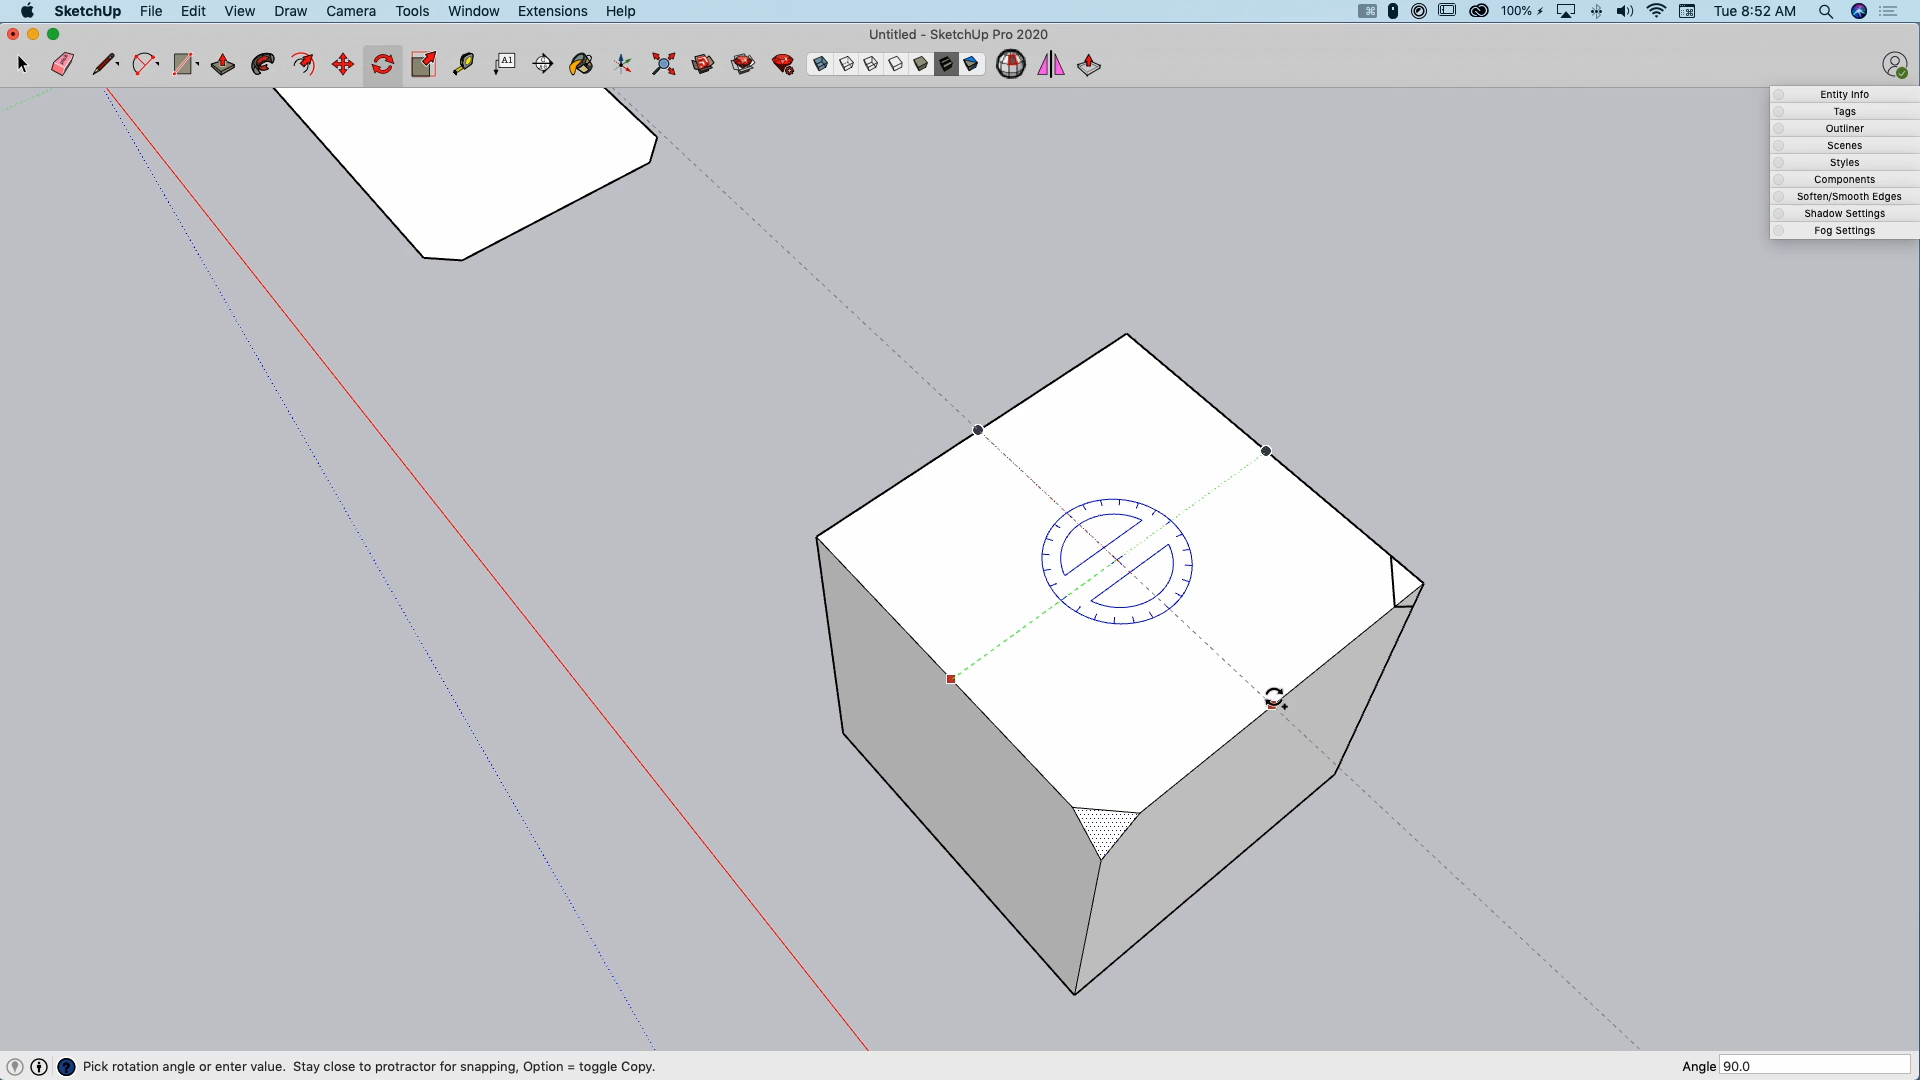 SketchUp File Edit View Draw Camera Tools Window Extensions Help 100% Tue 8:52 AM
Untitled - SketchUp Pro 2020
A1
Entity Info
Tags
Outliner
Scenes
Styles
Components
Soften/Smooth Edges
Shadow Settings
Fog Settings
Pick rotation angle or enter value. Stay close to protractor for snapping, Option = toggle Copy. Angle 90.0